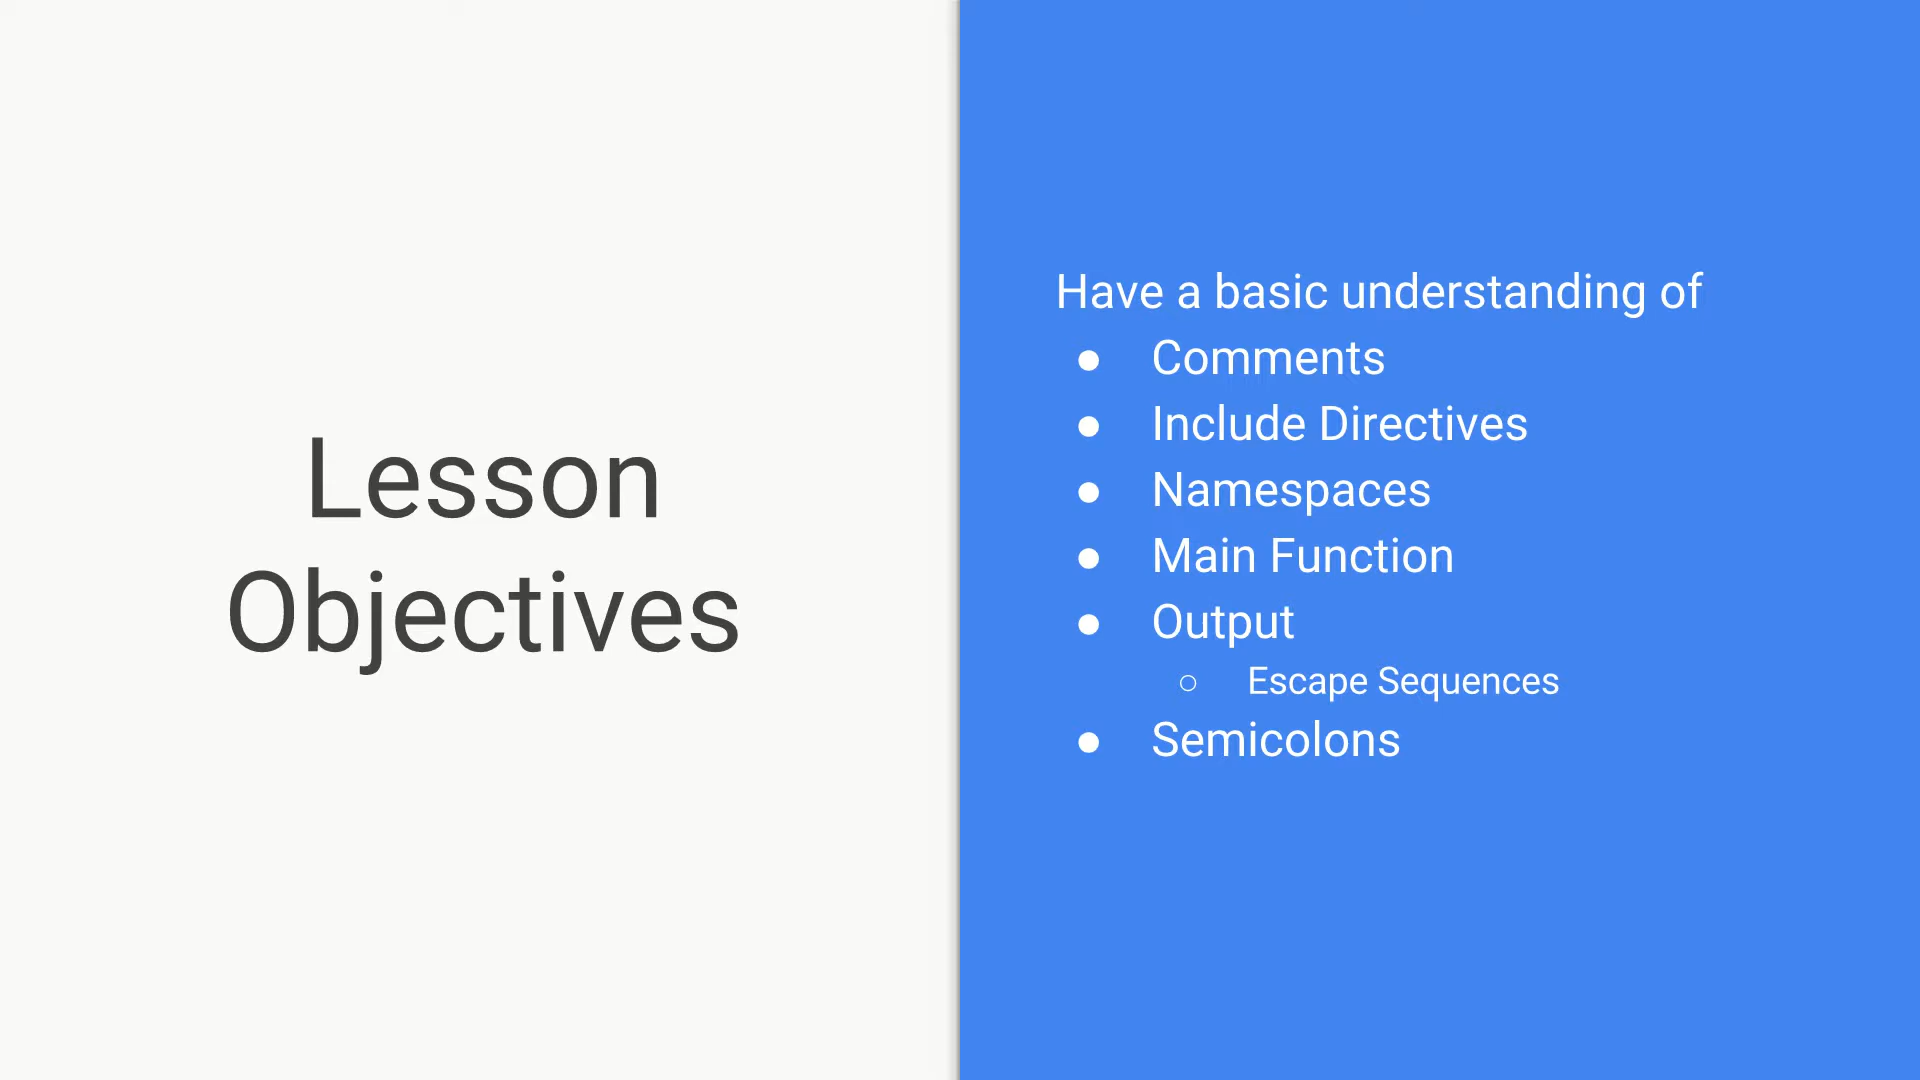 Lesson
Objectives
Have a basic understanding of
● Comments
● Include Directives
● Namespaces
● Main Function
● Output
○ Escape Sequences
● Semicolons